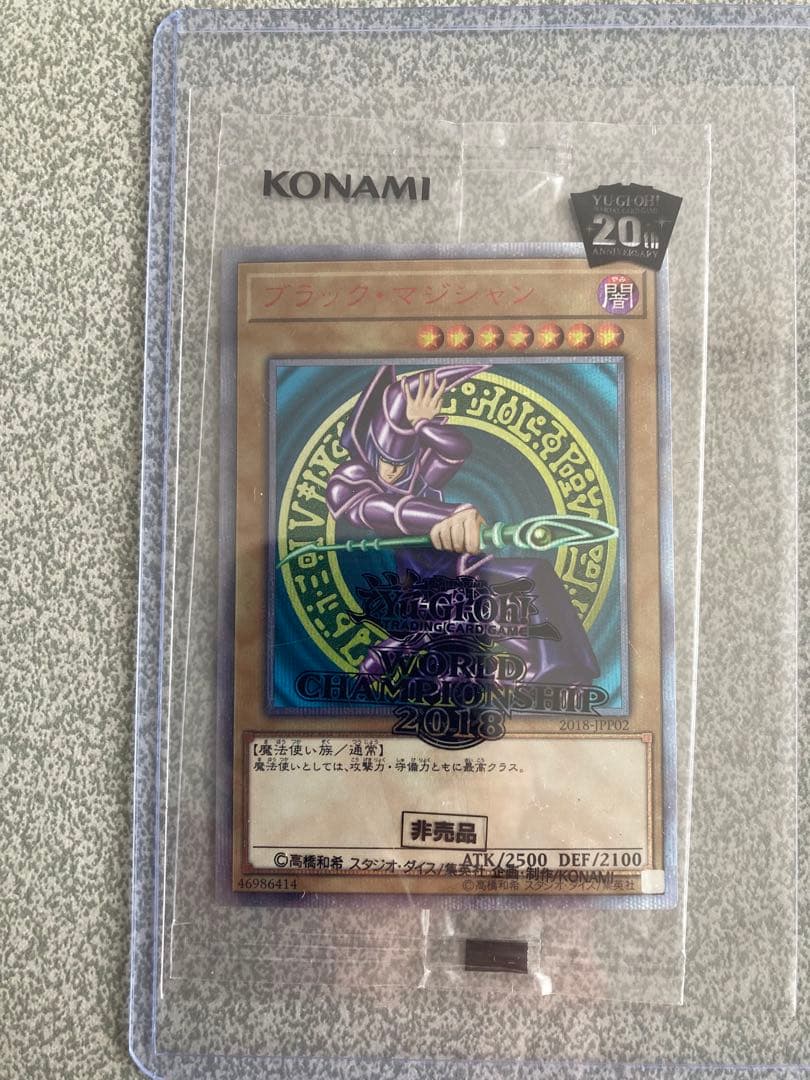 KONAMI
YU-GI-OH!
20th
ANNIVERSARY
ブラック・マジシャン
やみ
闇
YU-GI-OH!
TRADING CARD GAME
WORLD
CHAMPIONSHIP
2018
2018-JPP02
【魔法使い族／通常】
魔法使いとしては、攻撃力・守備力ともに最高クラス。
非売品
ATK/2500 DEF/2100
©高橋和希 スタジオ・ダイス/集英社 企画・制作/KONAMI
46986414
©高橋和希 スタジオ・ダイス/集英社